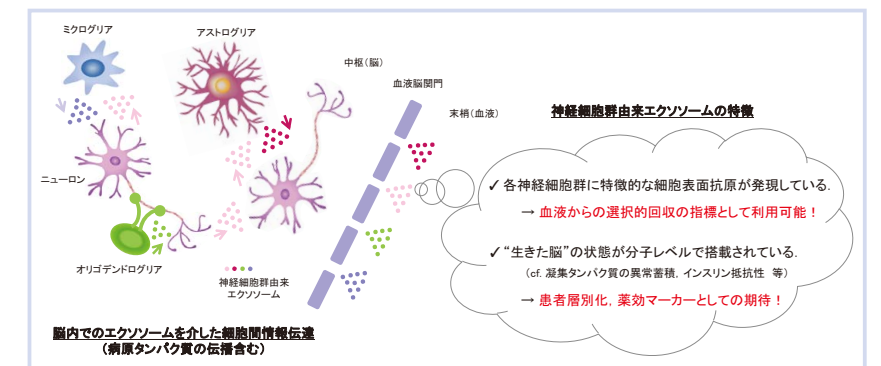 ミクログリア
アストログリア
中枢（脳）
血液脳関門
末梢（血液）
ニューロン
オリゴデンドログリア
神経細胞群由来
エクソソーム
脳内でのエクソソームを介した細胞間情報伝達
（病原タンパク質の伝播含む）
神経細胞群由来エクソソームの特徴
✓ 各神経細胞群に特徴的な細胞表面抗原が発現している．
→ 血液からの選択的回収の指標として利用可能！
✓ “生きた脳”の状態が分子レベルで搭載されている．
（cf. 凝集タンパク質の異常蓄積，インスリン抵抗性 等）
→ 患者層別化，薬効マーカーとしての期待！